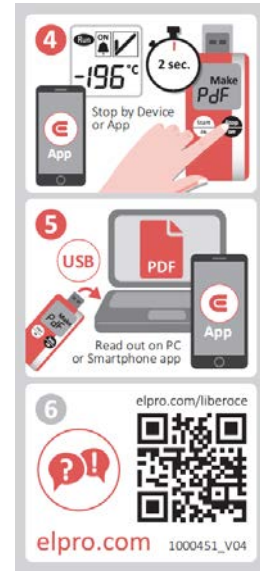 4
Run
ON
-196°C
2 sec.
Make
PdF
App
Stop by Device
or App
5
USB
PDF
Make
PdF
App
Read out on PC
or Smartphone app
6
elpro.com/liberoce
?!
elpro.com
1000451_V04